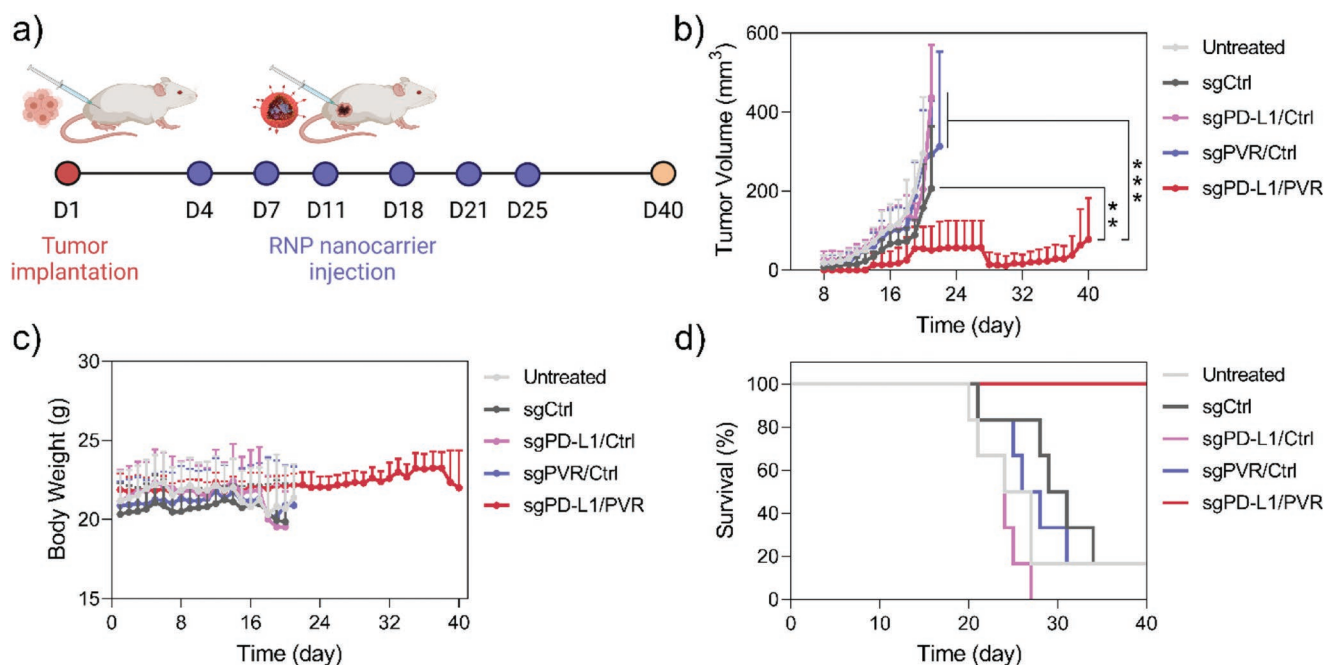 a)
D1
D4
D7
D11
D18
D21
D25
D40
Tumor
implantation
RNP nanocarrier
injection
b)
Tumor Volume (mm³)
600
400
200
0
8
16
24
32
40
Time (day)
***
**
Untreated
sgCtrl
sgPD-L1/Ctrl
sgPVR/Ctrl
sgPD-L1/PVR
c)
Body Weight (g)
30
25
20
15
0
8
16
24
32
40
Time (day)
Untreated
sgCtrl
sgPD-L1/Ctrl
sgPVR/Ctrl
sgPD-L1/PVR
d)
Survival (%)
100
80
60
40
20
0
0
10
20
30
40
Time (day)
Untreated
sgCtrl
sgPD-L1/Ctrl
sgPVR/Ctrl
sgPD-L1/PVR